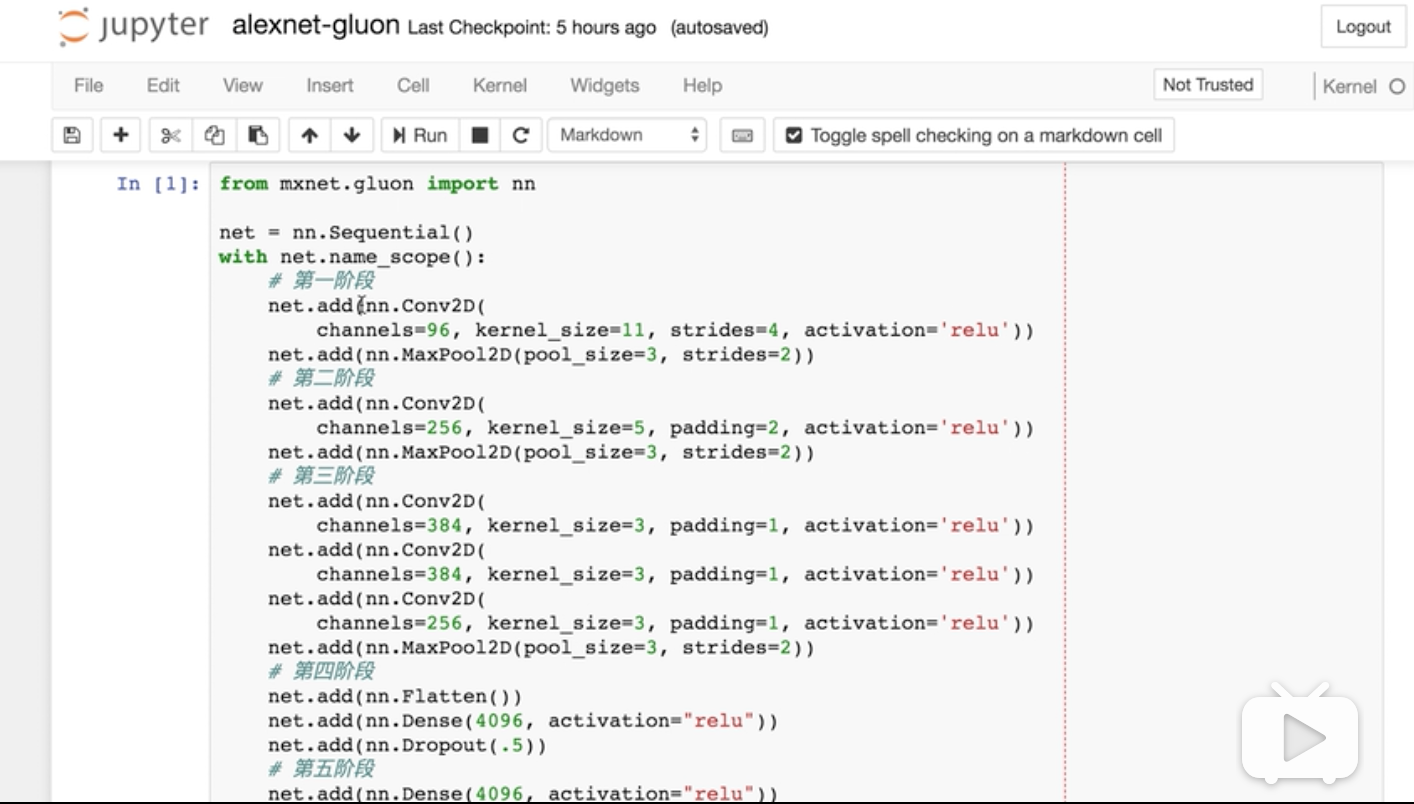 jupyter alexnet-gluon Last Checkpoint: 5 hours ago (autosaved) Logout
File Edit View Insert Cell Kernel Widgets Help Not Trusted Kernel
Run Markdown Toggle spell checking on a markdown cell
In [1]: from mxnet.gluon import nn
net = nn.Sequential()
with net.name_scope():
# 第一阶段
net.add(nn.Conv2D(
channels=96, kernel_size=11, strides=4, activation='relu'))
net.add(nn.MaxPool2D(pool_size=3, strides=2))
# 第二阶段
net.add(nn.Conv2D(
channels=256, kernel_size=5, padding=2, activation='relu'))
net.add(nn.MaxPool2D(pool_size=3, strides=2))
# 第三阶段
net.add(nn.Conv2D(
channels=384, kernel_size=3, padding=1, activation='relu'))
net.add(nn.Conv2D(
channels=384, kernel_size=3, padding=1, activation='relu'))
net.add(nn.Conv2D(
channels=256, kernel_size=3, padding=1, activation='relu'))
net.add(nn.MaxPool2D(pool_size=3, strides=2))
# 第四阶段
net.add(nn.Flatten())
net.add(nn.Dense(4096, activation="relu"))
net.add(nn.Dropout(.5))
# 第五阶段
net.add(nn.Dense(4096, activation="relu"))